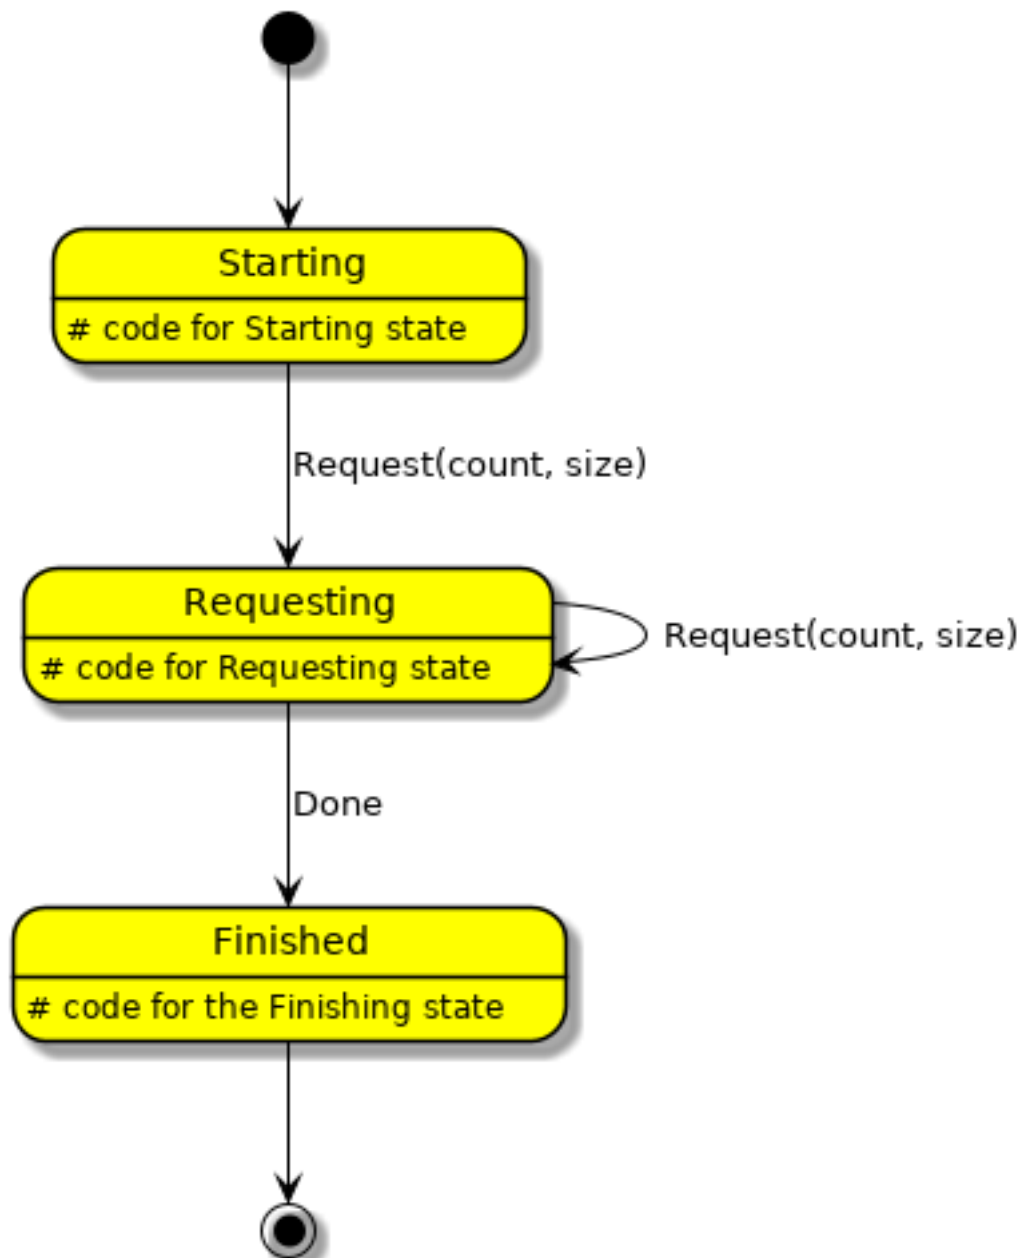 Starting
# code for Starting state
Request(count, size)
Requesting
# code for Requesting state
Request(count, size)
Done
Finished
# code for the Finishing state